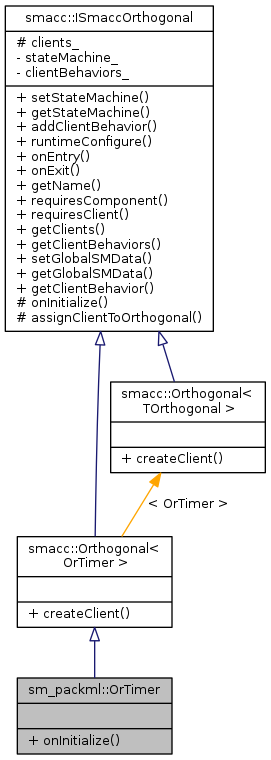 smacc::ISmaccOrthogonal
# clients_
- stateMachine_
- clientBehaviors_
+ setStateMachine()
+ getStateMachine()
+ addClientBehavior()
+ runtimeConfigure()
+ onEntry()
+ onExit()
+ getName()
+ requiresComponent()
+ requiresClient()
+ getClients()
+ getClientBehaviors()
+ setGlobalSMData()
+ getGlobalSMData()
+ getClientBehavior()
# onInitialize()
# assignClientToOrthogonal()
smacc::Orthogonal<
TOrthogonal >
+ createClient()
< OrTimer >
smacc::Orthogonal<
OrTimer >
+ createClient()
sm_packml::OrTimer
+ onInitialize()